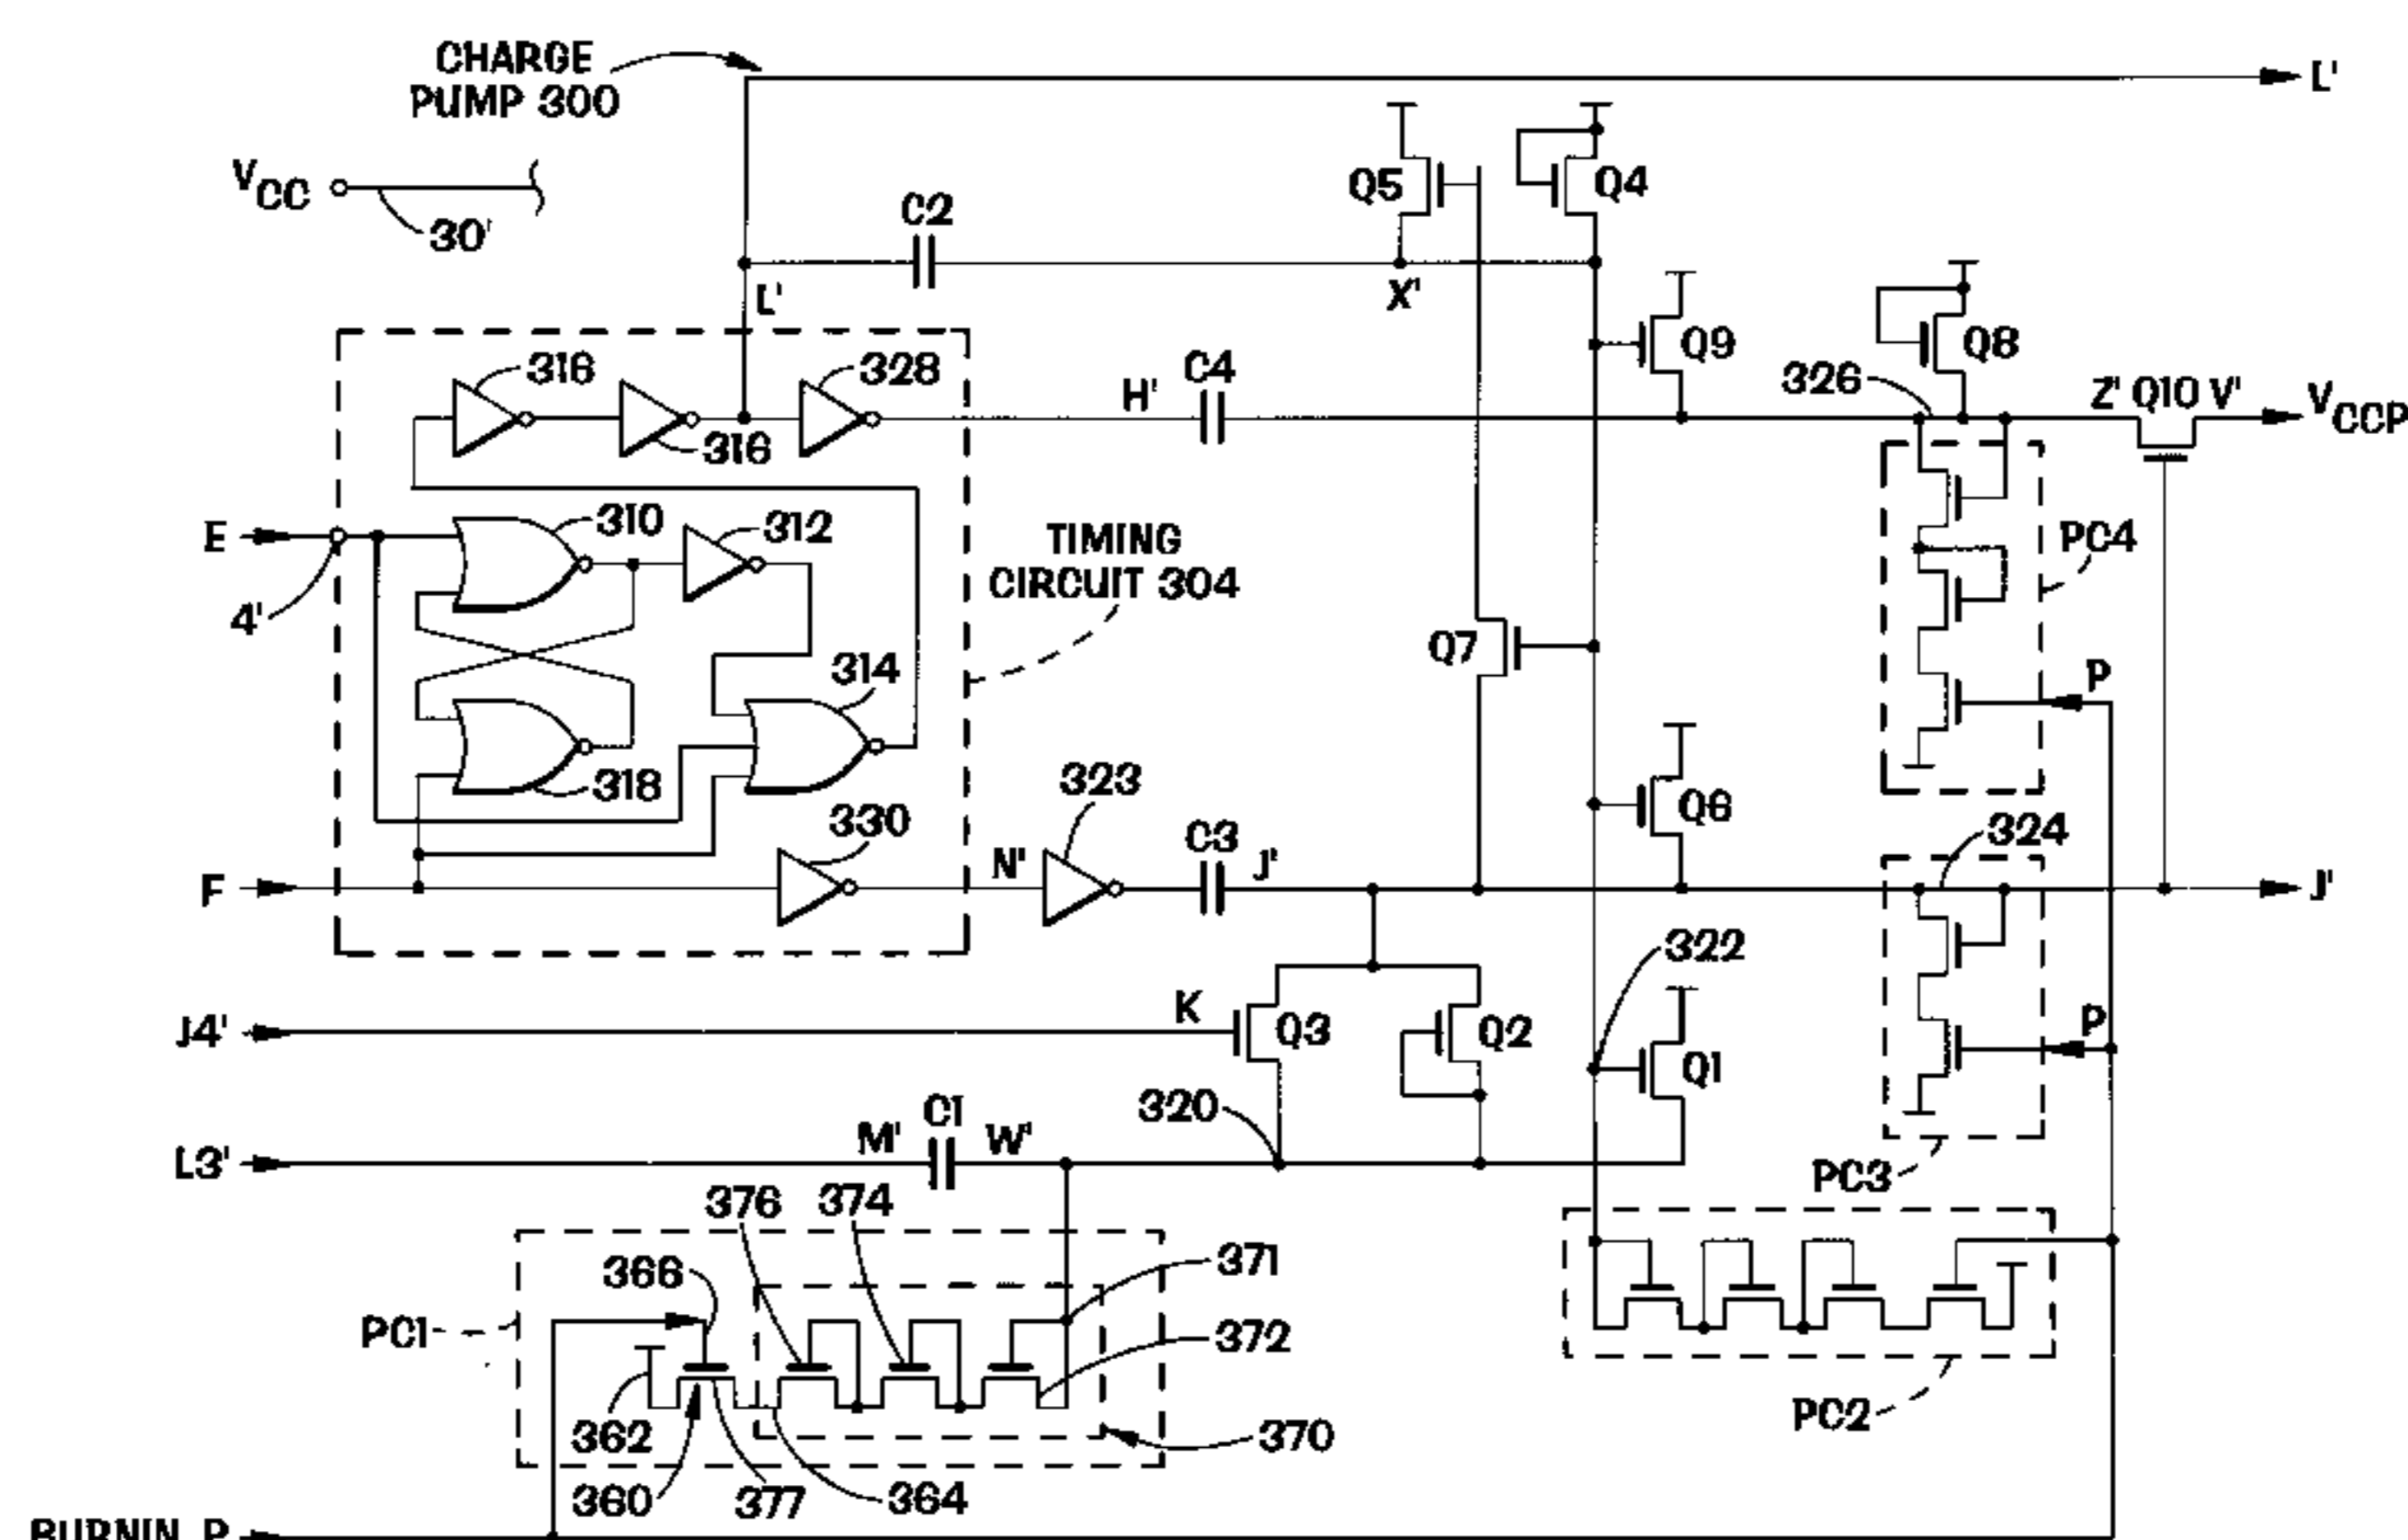 CHARGE
PUMP 300
L'
VCC
30'
Q5
Q4
C2
L'
X'
316
328
H'
C4
Q9
326
Q8
Z' Q10 V'
VCCP
316
E
4'
310
312
TIMING
CIRCUIT 304
PC4
Q7
P
314
318
330
323
Q6
324
F
N'
C3
J'
J'
322
J4'
K
Q3
Q2
Q1
P
320
C1
L3'
M'
W'
PC3
376
374
366
371
PC1
372
PC2
362
370
360
377
364
BURNIN_P